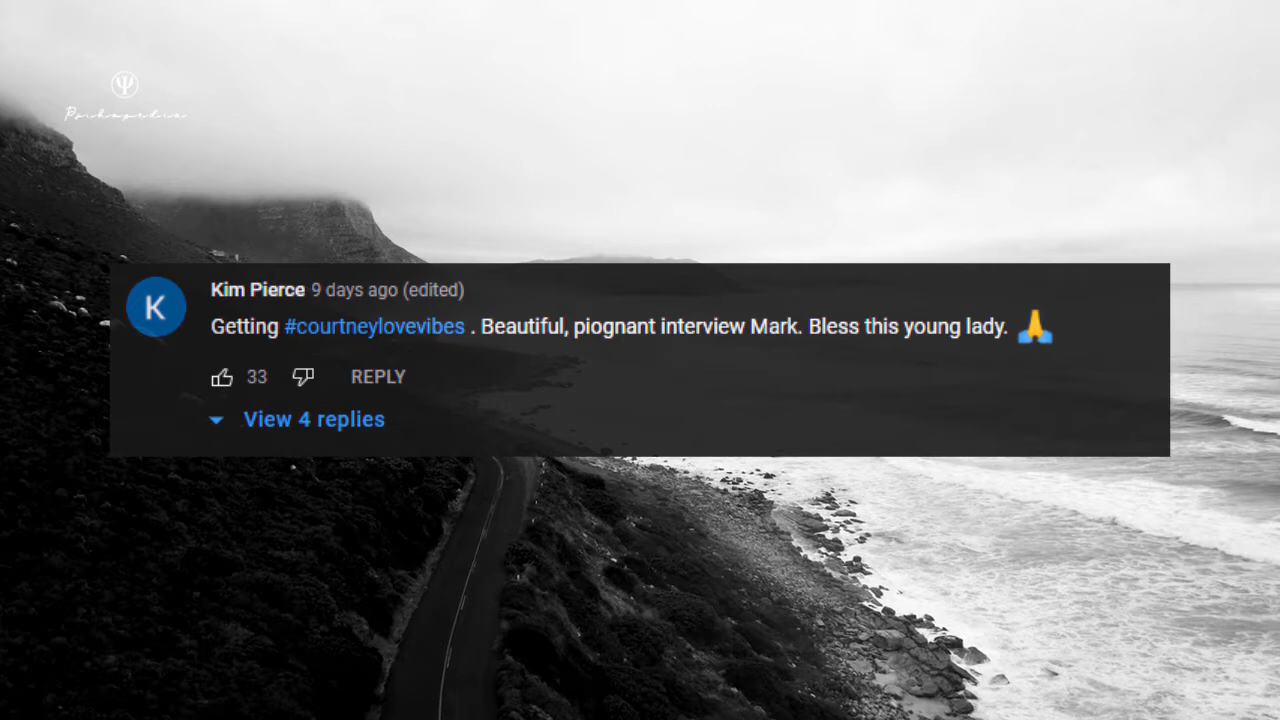 Ψ
Psihopedia
K
Kim Pierce 9 days ago (edited)
Getting #courtneylovevibes . Beautiful, piognant interview Mark. Bless this young lady. 🙏
33 REPLY
View 4 replies